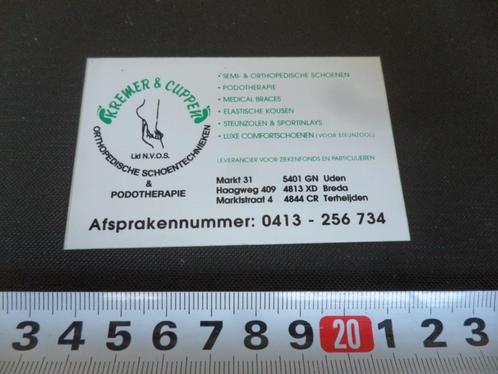 KREMER & CUPPEN
Lid N.V.O.S.
ORTHOPEDISCHE SCHOENTECHNIEKEN
&
PODOTHERAPIE
• SEMI- & ORTHOPEDISCHE SCHOENEN
• PODOTHERAPIE
• MEDICAL BRACES
• ELASTISCHE KOUSEN
• STEUNZOLEN & SPORTINLAYS
• LUXE COMFORTSCHOENEN (VOOR STEUNZOOL)
LEVERANCIER VOOR ZIEKENFONDS EN PARTICULIEREN
Markt 31 5401 GN Uden
Haagweg 409 4813 XD Breda
Marktstraat 4 4844 CR Terheijden
Afsprakennummer: 0413 - 256 734
3 4 5 6 7 8 9 20 1 2 3